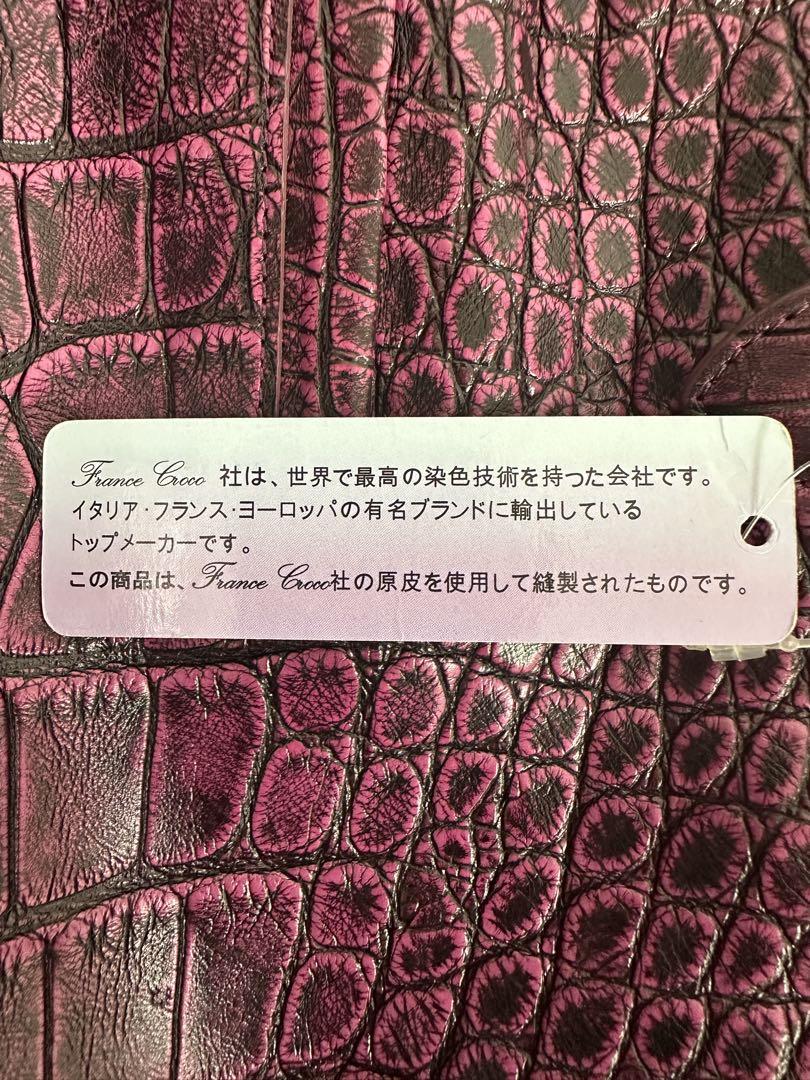 France Croco 社は、世界で最高の染色技術を持った会社です。
イタリア・フランス・ヨーロッパの有名ブランドに輸出している
トップメーカーです。
この商品は、France Croco社の原皮を使用して縫製されたものです。